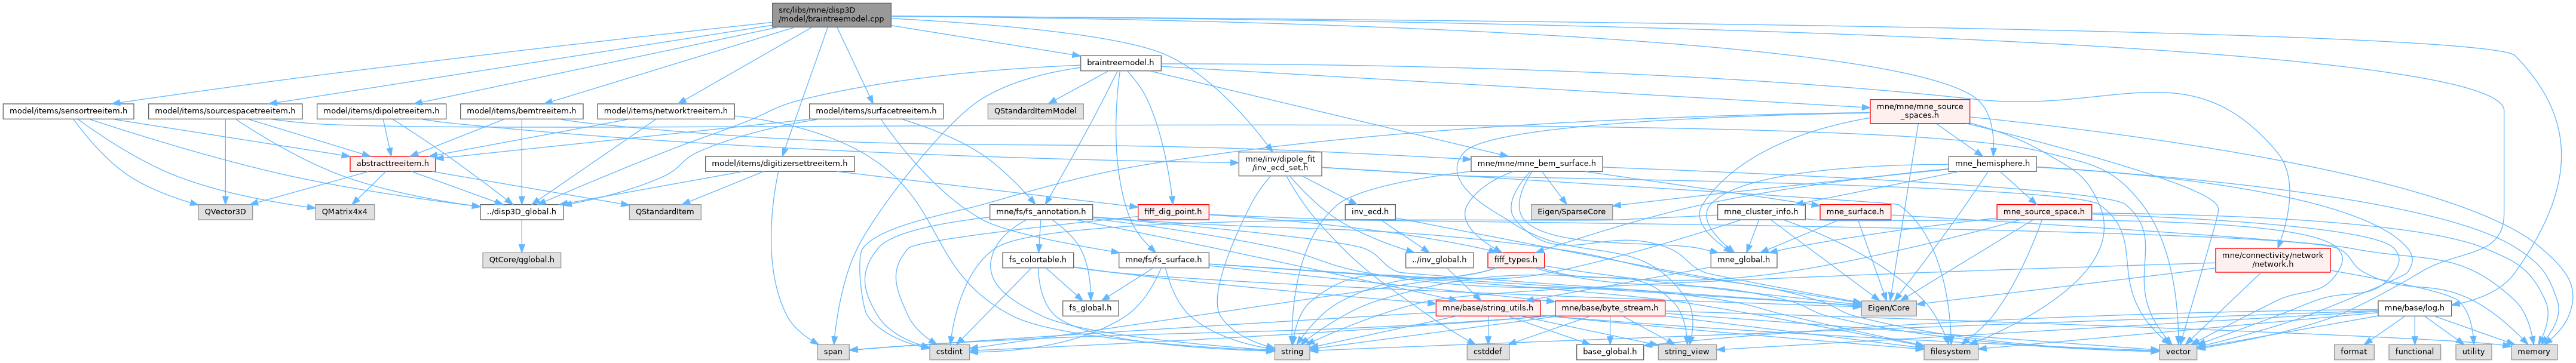 src/libs/mne/disp3D
/model/braintreemodel.cpp
braintreemodel.h
model/items/sensortreeitem.h
model/items/sourcespacetreeitem.h
model/items/dipoletreeitem.h
model/items/bemtreeitem.h
model/items/networktreeitem.h
model/items/surfacetreeitem.h
QStandardItemModel
mne/mne/mne_source
_spaces.h
abstracttreeitem.h
model/items/digitizersettreeitem.h
mne/inv/dipole_fit
/inv_ecd_set.h
mne/mne/mne_bem_surface.h
mne_hemisphere.h
QVector3D
QMatrix4x4
../disp3D_global.h
QStandardItem
mne/fs/fs_annotation.h
fiff_dig_point.h
inv_ecd.h
Eigen/SparseCore
mne_cluster_info.h
mne_surface.h
mne_source_space.h
QtCore/qglobal.h
fs_colortable.h
mne/fs/fs_surface.h
../inv_global.h
fiff_types.h
mne_global.h
mne/connectivity/network
/network.h
fs_global.h
mne/base/string_utils.h
mne/base/byte_stream.h
Eigen/Core
mne/base/log.h
span
cstdint
string
cstddef
base_global.h
string_view
filesystem
vector
format
functional
utility
memory